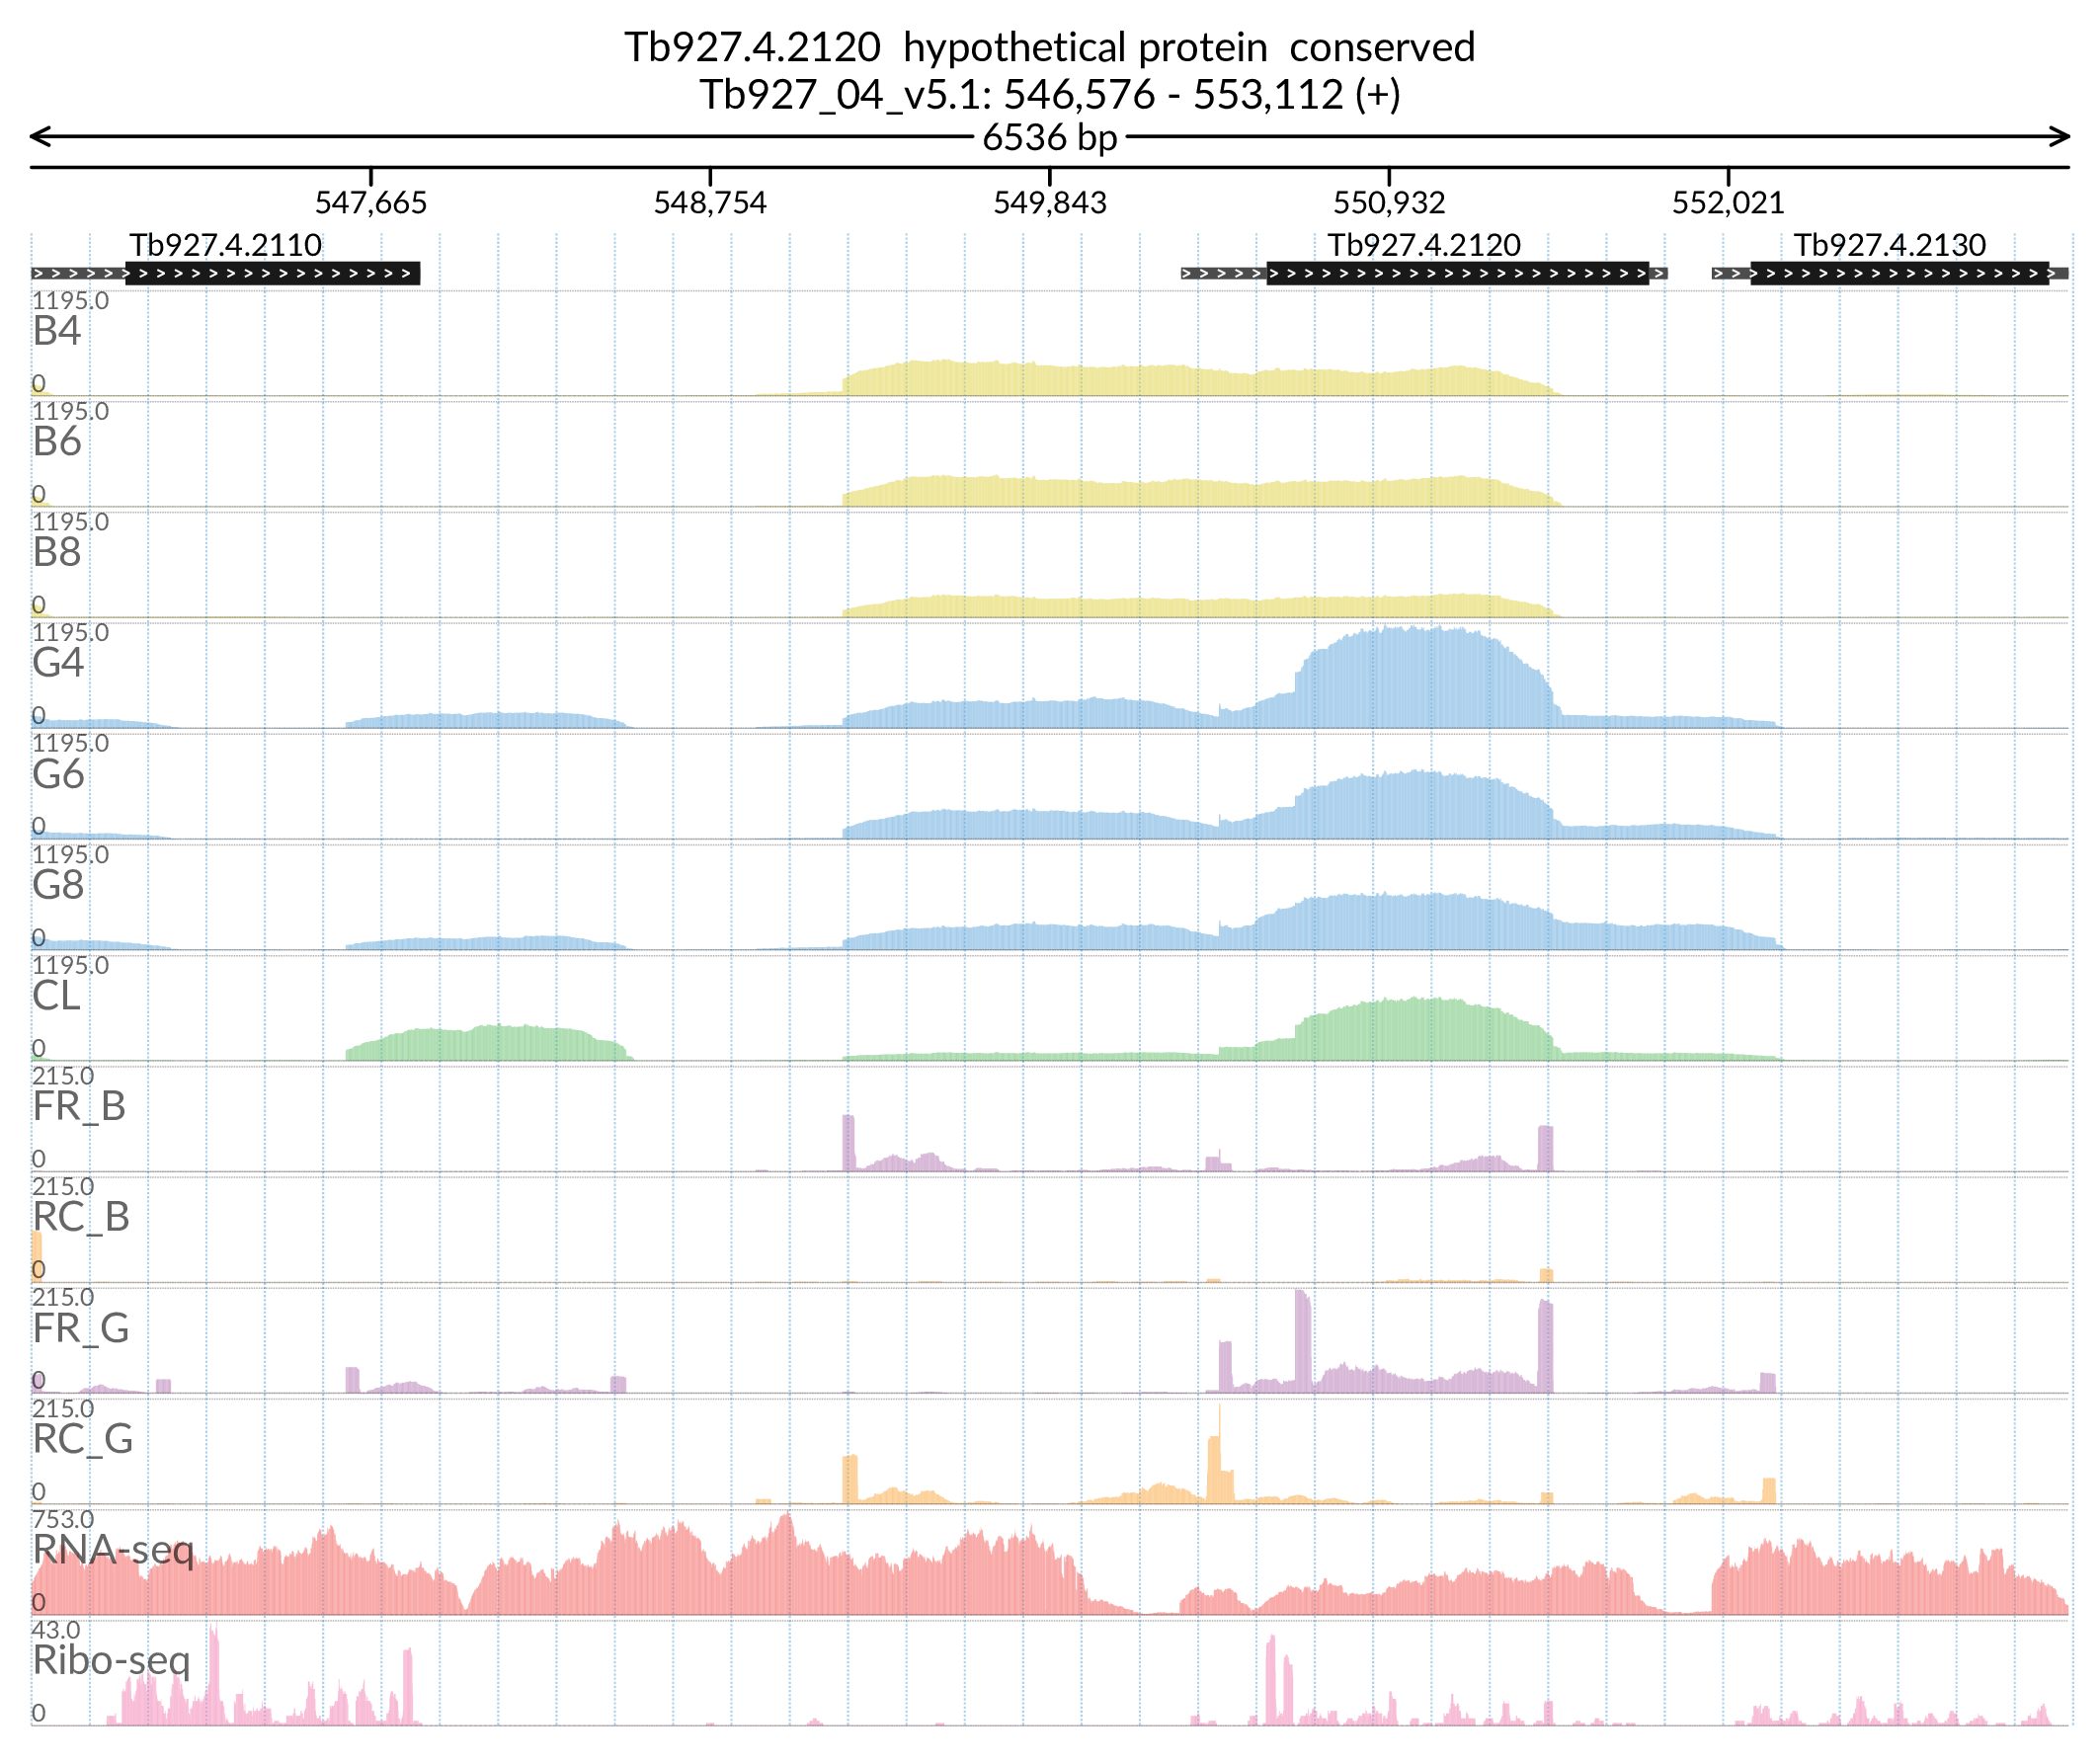 Tb927.4.2120 hypothetical protein conserved
Tb927_04_v5.1: 546,576 - 553,112 (+)
6536 bp
547,665 548,754 549,843 550,932 552,021
Tb927.4.2110 Tb927.4.2120 Tb927.4.2130
1195.0
B4
0
1195.0
B6
0
1195.0
B8
0
1195.0
G4
0
1195.0
G6
0
1195.0
G8
0
1195.0
CL
0
215.0
FR_B
0
215.0
RC_B
0
215.0
FR_G
0
215.0
RC_G
0
753.0
RNA-seq
0
43.0
Ribo-seq
0